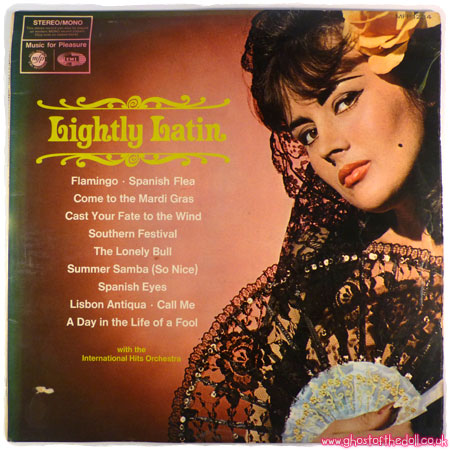 STEREO/MONO
Music for Pleasure
mfp EMI
Lightly Latin
Flamingo · Spanish Flea
Come to the Mardi Gras
Cast Your Fate to the Wind
Southern Festival
The Lonely Bull
Summer Samba (So Nice)
Spanish Eyes
Lisbon Antiqua · Call Me
A Day in the Life of a Fool
with the
International Hits Orchestra
www.ghostofthedoll.co.uk